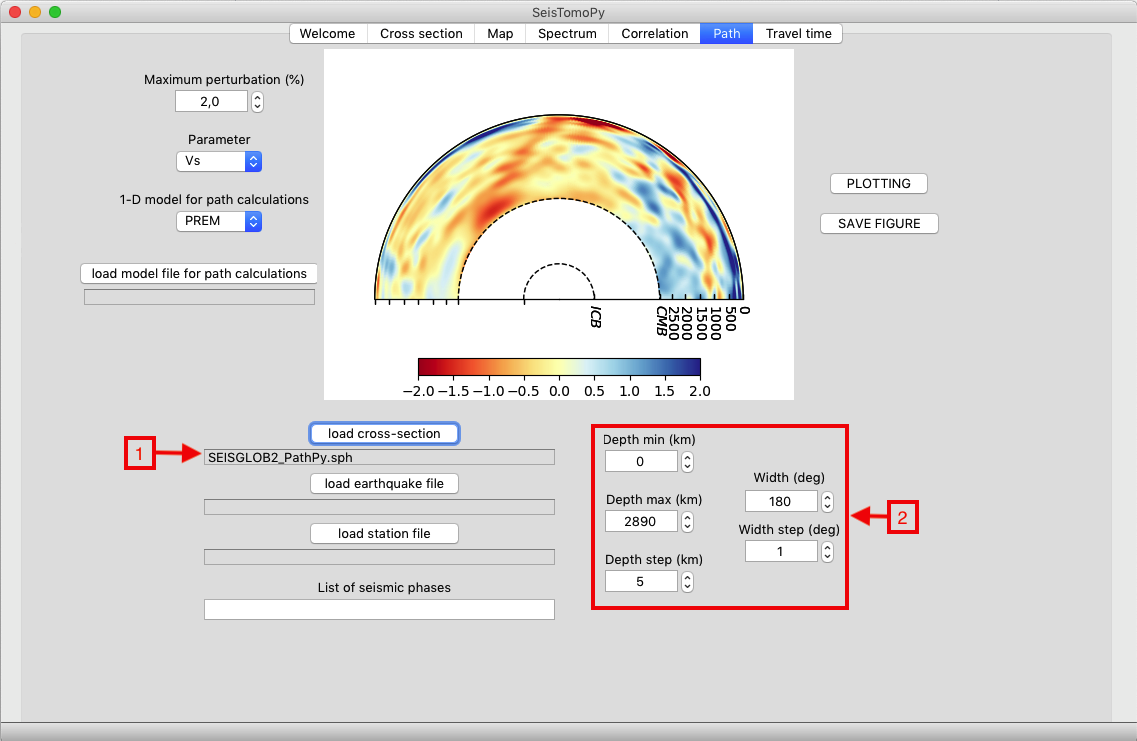 SeisTomoPy
Welcome Cross section Map Spectrum Correlation Path Travel time
Maximum perturbation (%)
2,0
Parameter
Vs
1-D model for path calculations
PREM
load model file for path calculations
PLOTTING
SAVE FIGURE
ICB CMB 2500 2000 1500 1000 500 0
−2.0 −1.5 −1.0 −0.5 0.0 0.5 1.0 1.5 2.0
load cross-section
1
SEISGLOB2_PathPy.sph
load earthquake file
load station file
List of seismic phases
Depth min (km)
0
Depth max (km)
2890
Depth step (km)
5
Width (deg)
180
Width step (deg)
1
2